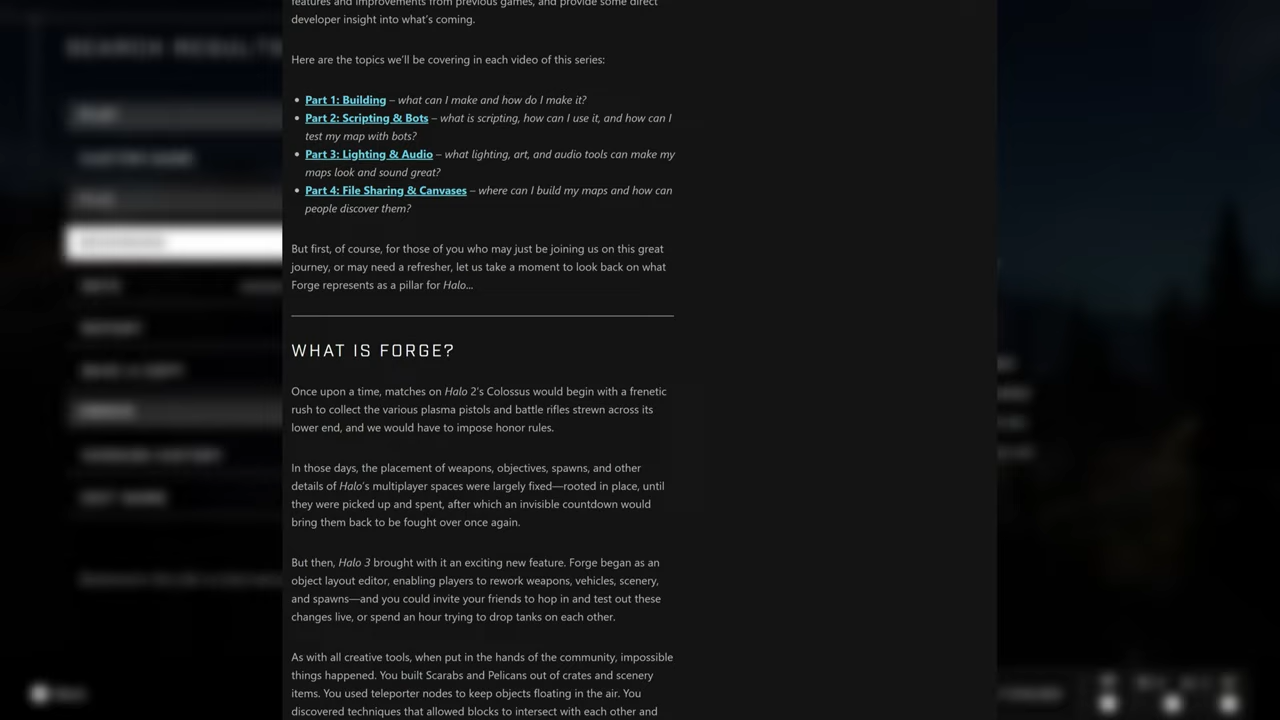 features and improvements from previous games, and provide some direct
developer insight into what's coming.
Here are the topics we'll be covering in each video of this series:
• Part 1: Building – what can I make and how do I make it?
• Part 2: Scripting & Bots – what is scripting, how can I use it, and how can I
test my map with bots?
• Part 3: Lighting & Audio – what lighting, art, and audio tools can make my
maps look and sound great?
• Part 4: File Sharing & Canvases – where can I build my maps and how can
people discover them?
But first, of course, for those of you who may just be joining us on this great
journey, or may need a refresher, let us take a moment to look back on what
Forge represents as a pillar for Halo...
WHAT IS FORGE?
Once upon a time, matches on Halo 2's Colossus would begin with a frenetic
rush to collect the various plasma pistols and battle rifles strewn across its
lower end, and we would have to impose honor rules.
In those days, the placement of weapons, objectives, spawns, and other
details of Halo's multiplayer spaces were largely fixed—rooted in place, until
they were picked up and spent, after which an invisible countdown would
bring them back to be fought over once again.
But then, Halo 3 brought with it an exciting new feature. Forge began as an
object layout editor, enabling players to rework weapons, vehicles, scenery,
and spawns—and you could invite your friends to hop in and test out these
changes live, or spend an hour trying to drop tanks on each other.
As with all creative tools, when put in the hands of the community, impossible
things happened. You built Scarabs and Pelicans out of crates and scenery
items. You used teleporter nodes to keep objects floating in the air. You
discovered techniques that allowed blocks to intersect with each other and